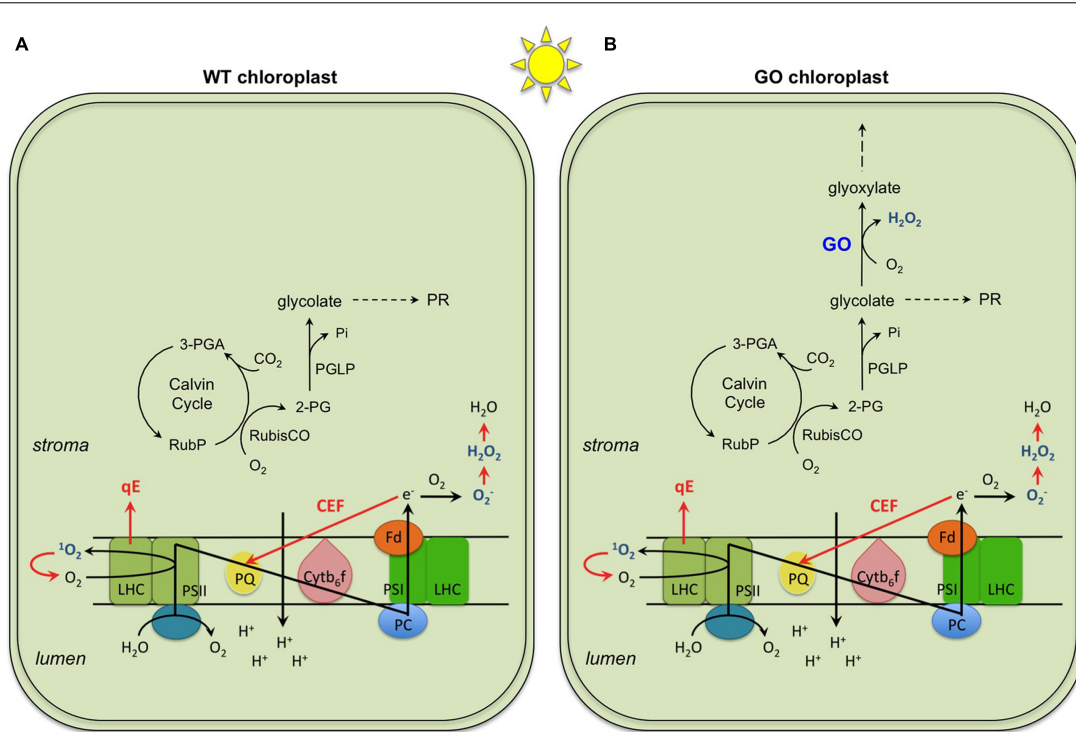 A
WT chloroplast
glycolate
PR
Pi
3-PGA
CO₂
PGLP
Calvin
Cycle
2-PG
H₂O
RubP
RubisCO
stroma
H₂O₂
O₂
qE
e⁻
O₂
O₂⁻
CEF
¹O₂
Fd
O₂
LHC
PSII
PQ
Cytb₆f
PSI
LHC
PC
H₂O
O₂
H⁺
H⁺
H⁺
H⁺
lumen
B
GO chloroplast
glyoxylate
H₂O₂
GO
O₂
glycolate
PR
Pi
3-PGA
CO₂
PGLP
Calvin
Cycle
2-PG
H₂O
RubP
RubisCO
stroma
H₂O₂
O₂
qE
e⁻
O₂
O₂⁻
CEF
¹O₂
Fd
O₂
LHC
PSII
PQ
Cytb₆f
PSI
LHC
PC
H₂O
O₂
H⁺
H⁺
H⁺
H⁺
lumen